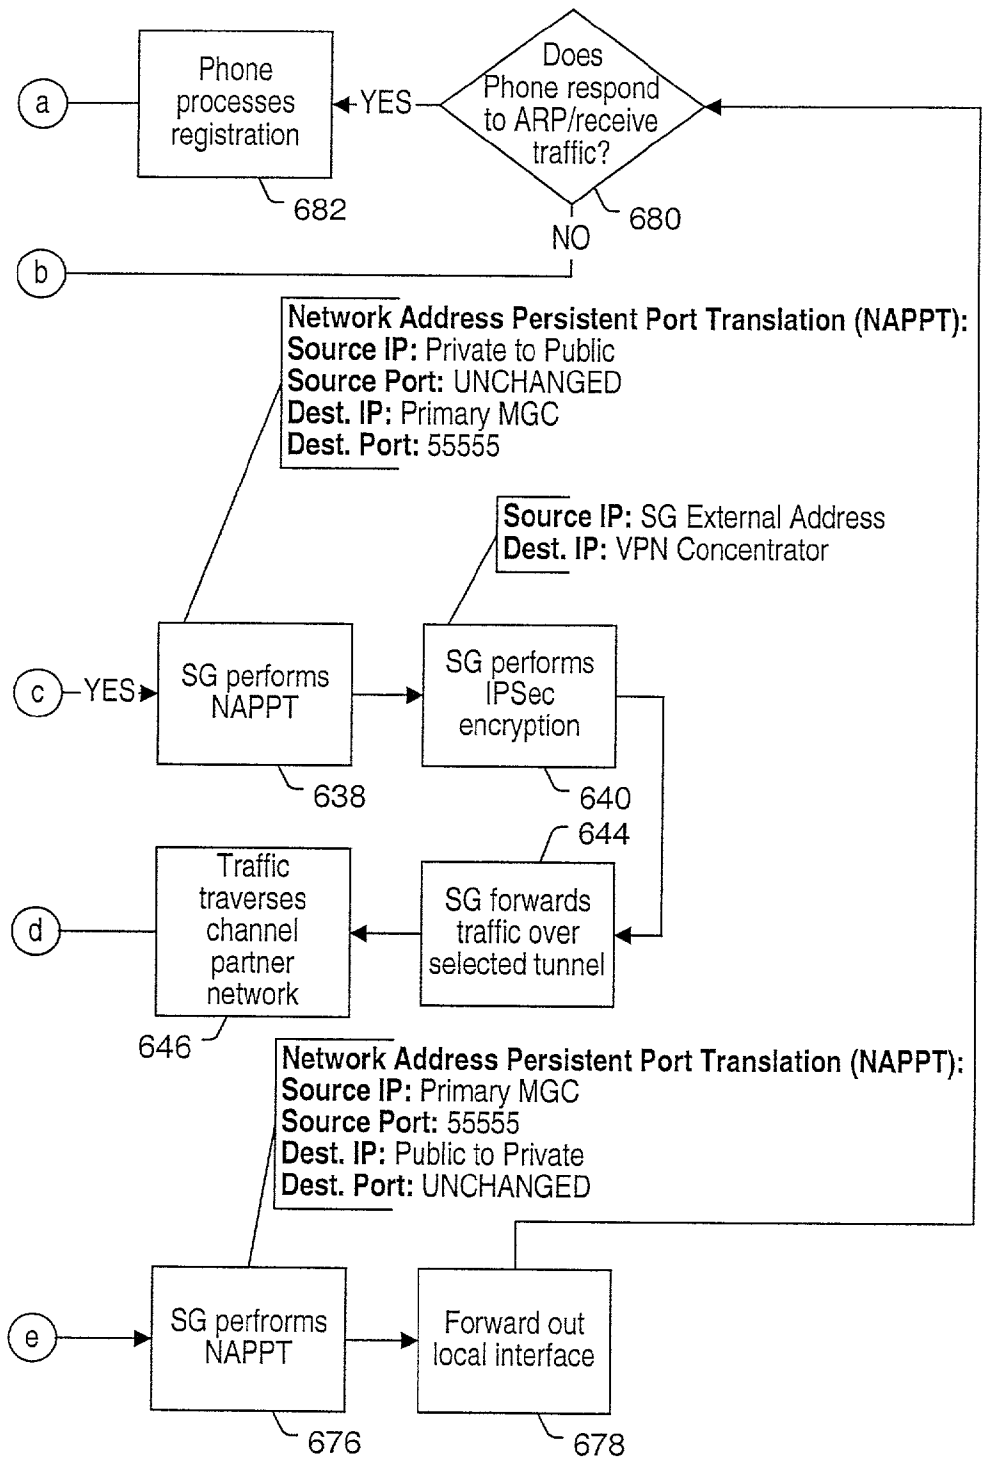 a
Phone
processes
registration
682
YES
Does
Phone respond
to ARP/receive
traffic?
680
NO
b
Network Address Persistent Port Translation (NAPPT):
Source IP: Private to Public
Source Port: UNCHANGED
Dest. IP: Primary MGC
Dest. Port: 55555
Source IP: SG External Address
Dest. IP: VPN Concentrator
c
YES
SG performs
NAPPT
638
SG performs
IPSec
encryption
640
644
d
Traffic
traverses
channel
partner
network
646
SG forwards
traffic over
selected tunnel
Network Address Persistent Port Translation (NAPPT):
Source IP: Primary MGC
Source Port: 55555
Dest. IP: Public to Private
Dest. Port: UNCHANGED
e
SG perfrorms
NAPPT
676
Forward out
local interface
678